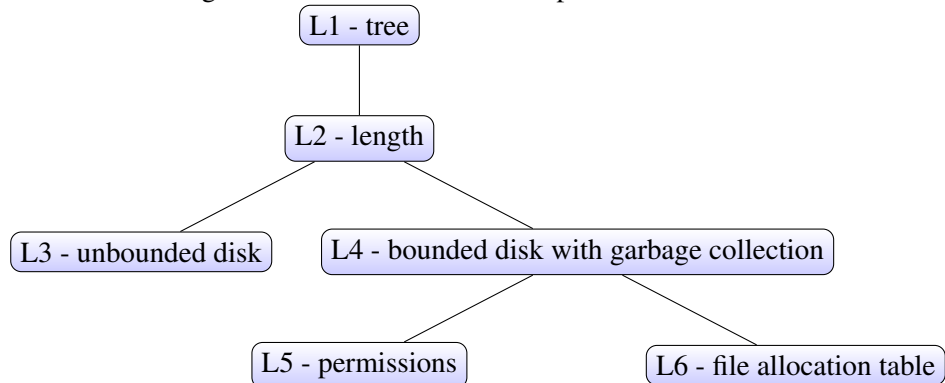 L1 - tree
L2 - length
L3 - unbounded disk
L4 - bounded disk with garbage collection
L5 - permissions
L6 - file allocation table